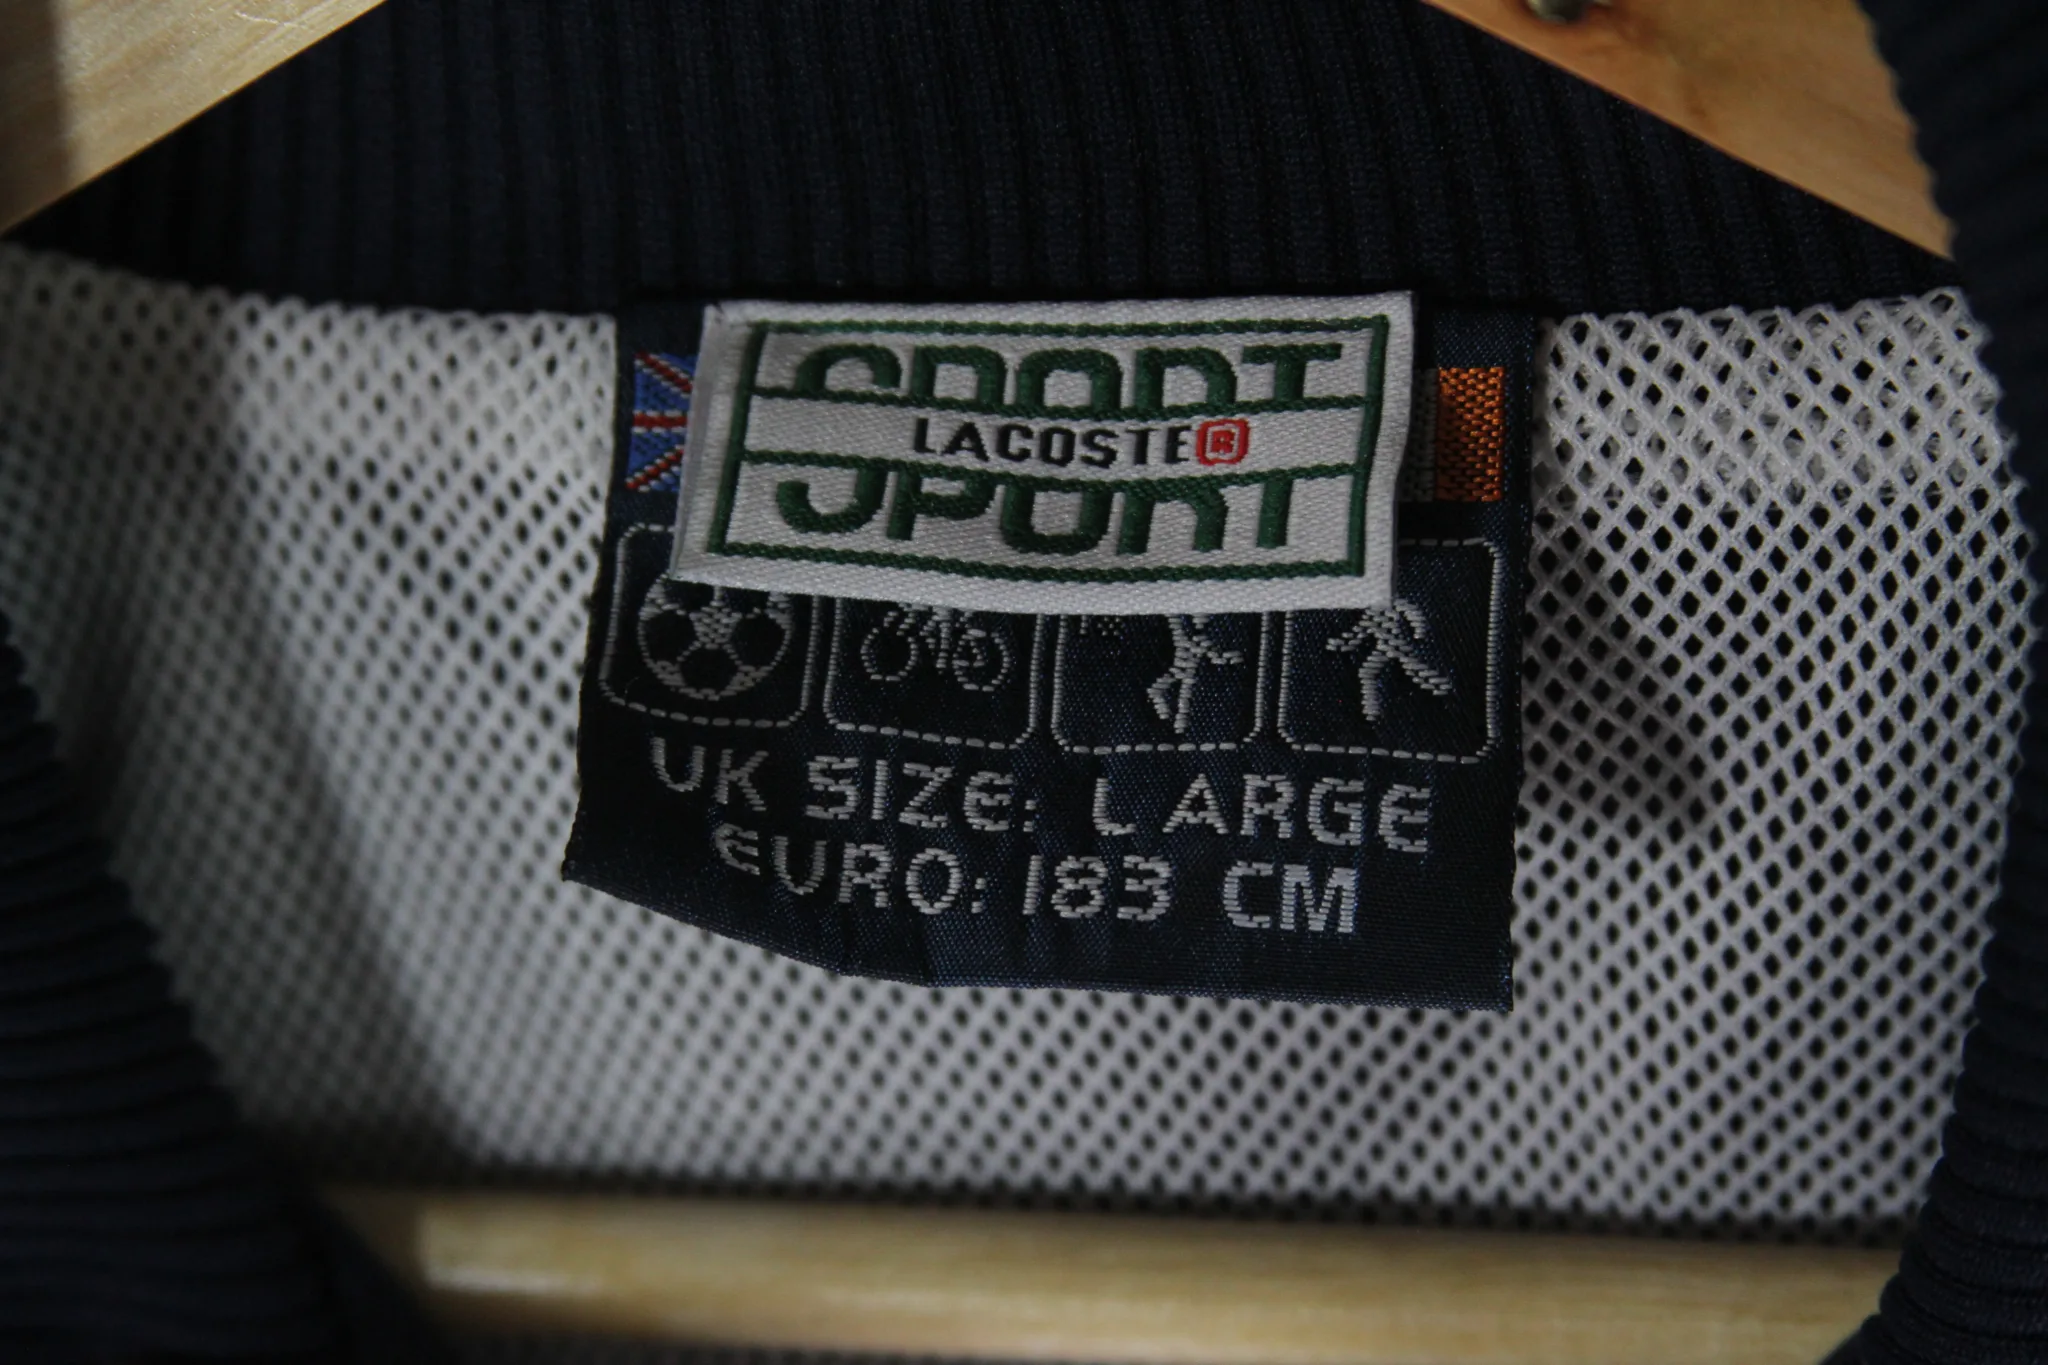 SPORT
LACOSTE®
SPORT
UK SIZE: LARGE
EURO: 183 CM